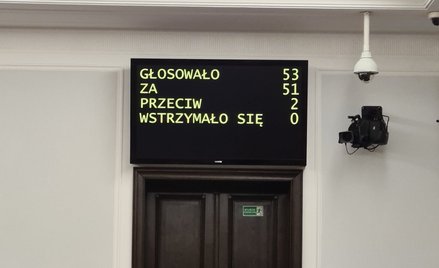 GŁOSOWAŁO 53
ZA 51
PRZECIW 2
WSTRZYMAŁO SIĘ 0